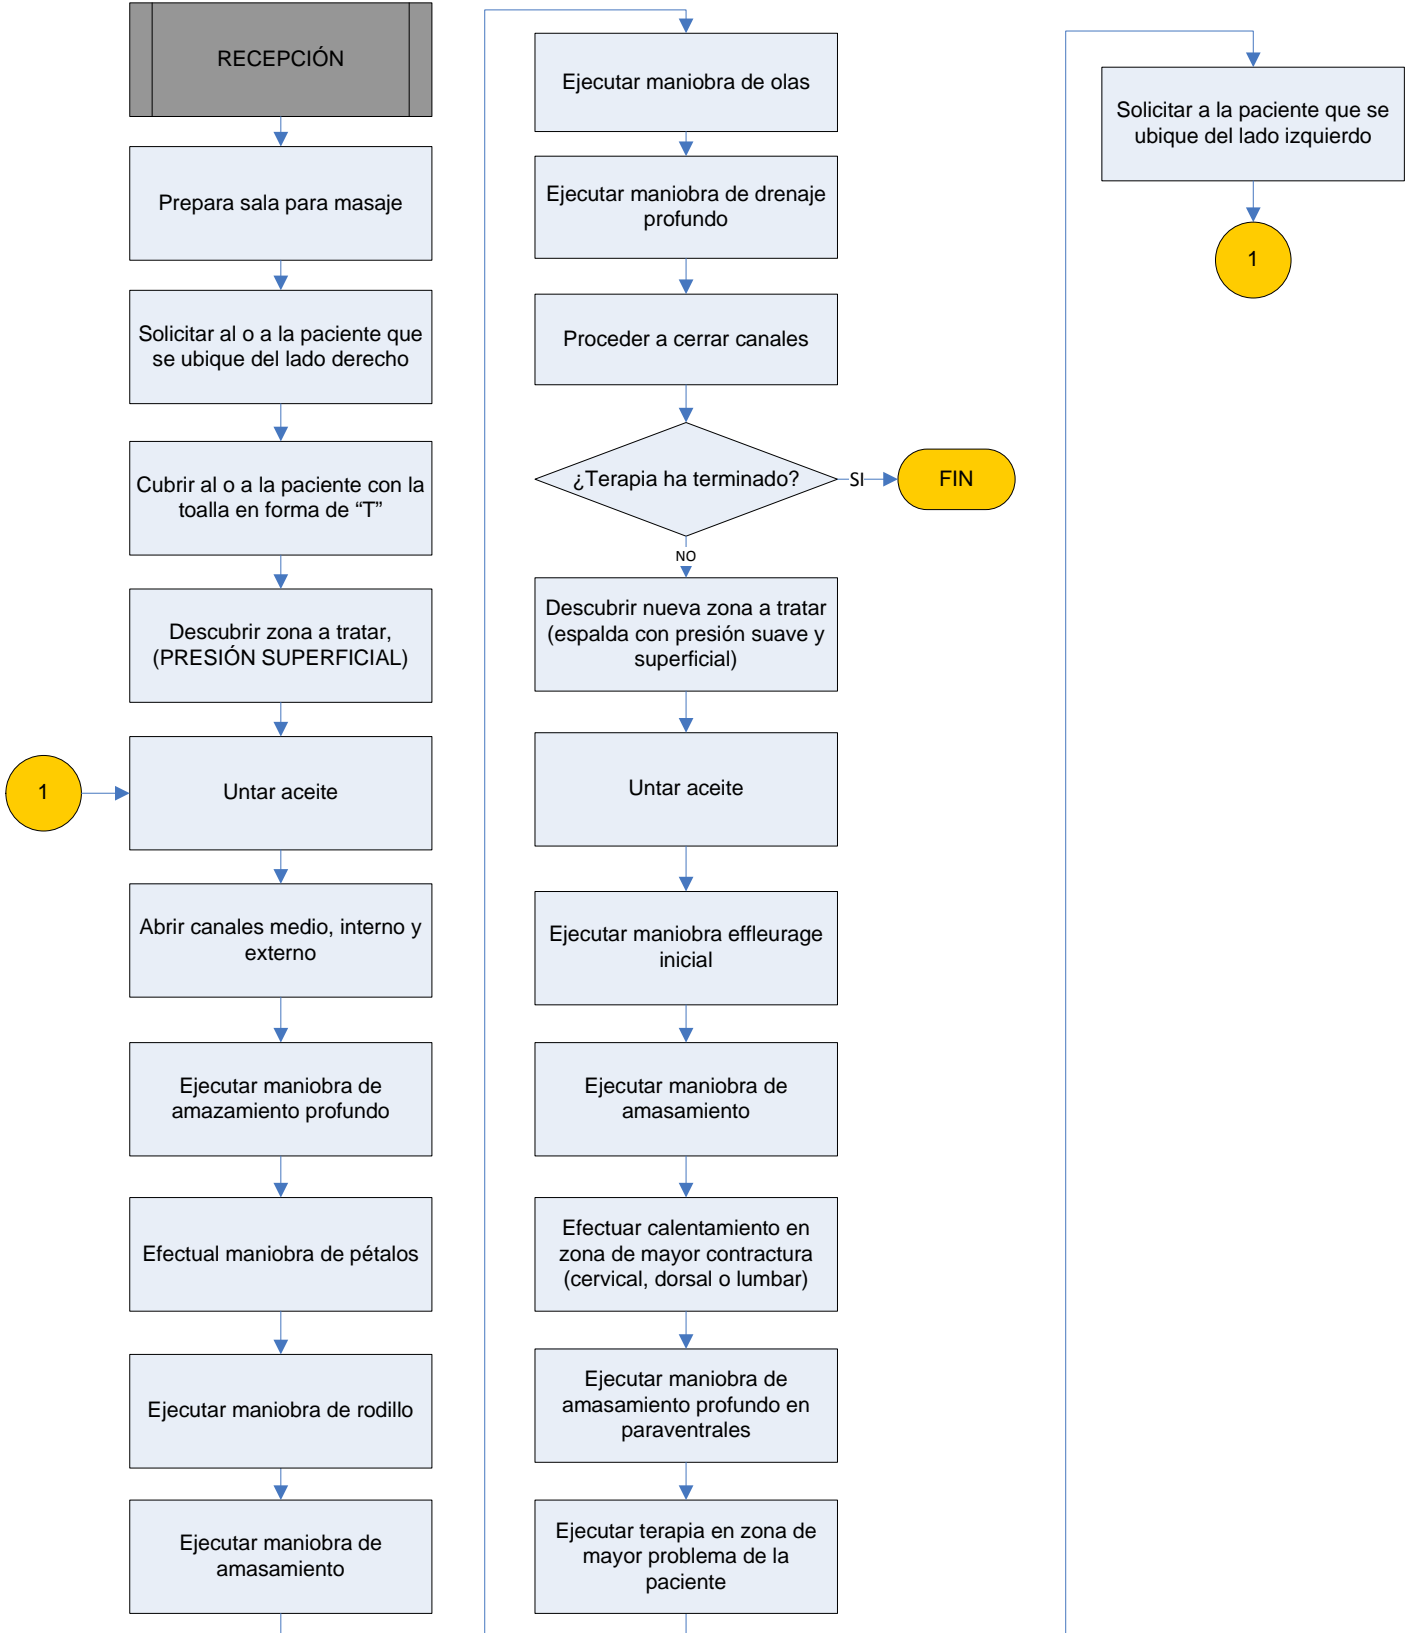 RECEPCIÓN
Prepara sala para masaje
Solicitar al o a la paciente que
se ubique del lado derecho
Cubrir al o a la paciente con la
toalla en forma de “T”
Descubrir zona a tratar,
(PRESIÓN SUPERFICIAL)
1
Untar aceite
Abrir canales medio, interno y
externo
Ejecutar maniobra de
amazamiento profundo
Efectual maniobra de pétalos
Ejecutar maniobra de rodillo
Ejecutar maniobra de
amasamiento
Ejecutar maniobra de olas
Ejecutar maniobra de drenaje
profundo
Proceder a cerrar canales
¿Terapia ha terminado?
SI
FIN
NO
Descubrir nueva zona a tratar
(espalda con presión suave y
superficial)
Untar aceite
Ejecutar maniobra effleurage
inicial
Ejecutar maniobra de
amasamiento
Efectuar calentamiento en
zona de mayor contractura
(cervical, dorsal o lumbar)
Ejecutar maniobra de
amasamiento profundo en
paraventrales
Ejecutar terapia en zona de
mayor problema de la
paciente
Solicitar a la paciente que se
ubique del lado izquierdo
1